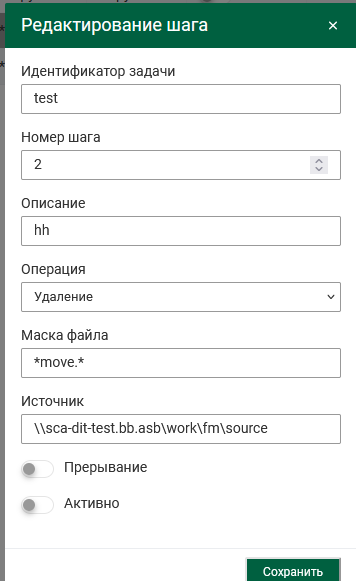 Редактирование шага
×
Идентификатор задачи
test
Номер шага
2
Описание
hh
Операция
Удаление
Маска файла
*move.*
Источник
\\sca-dit-test.bb.asb\work\fm\source
Прерывание
Активно
Сохранить